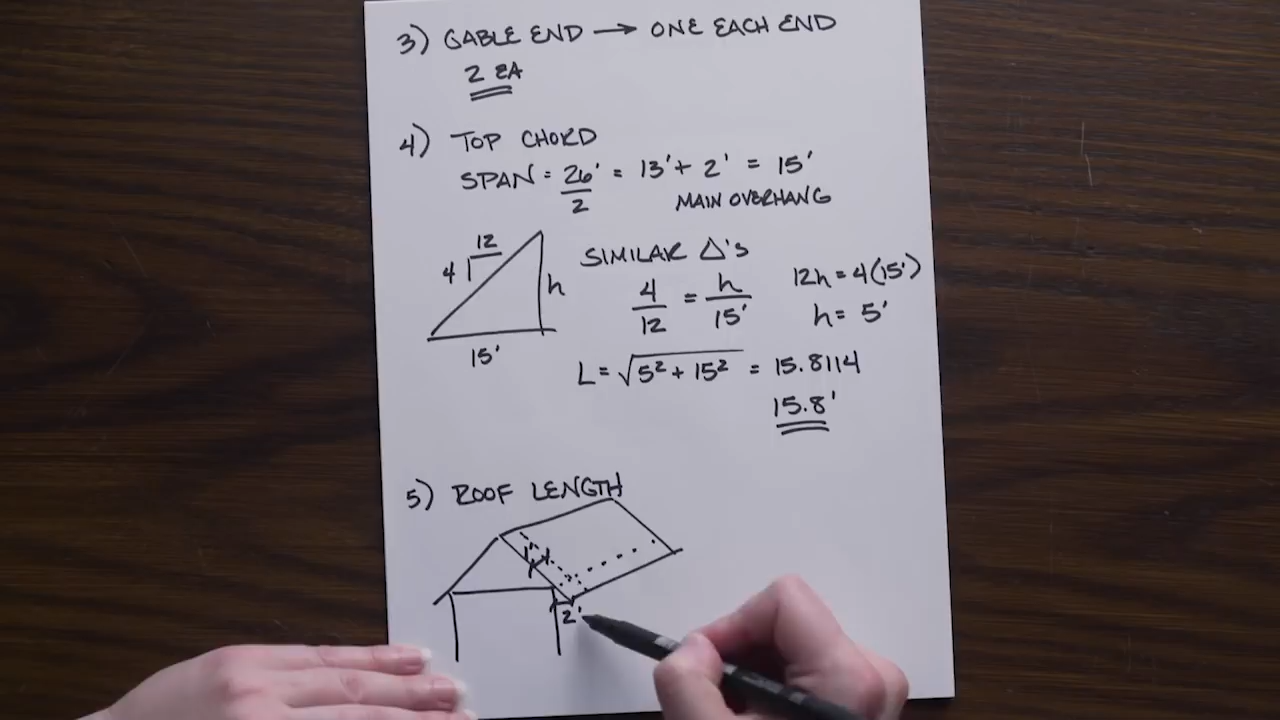 3) GABLE END → ONE EACH END
2 EA
4) TOP CHORD
SPAN = 26'/2 = 13' + 2' = 15'
MAIN OVERHANG
12
4
h
15'
SIMILAR Δ'S
4/12 = h/15'
12h = 4(15')
h = 5'
L = √5² + 15² = 15.8114
15.8'
5) ROOF LENGTH
1'
2'